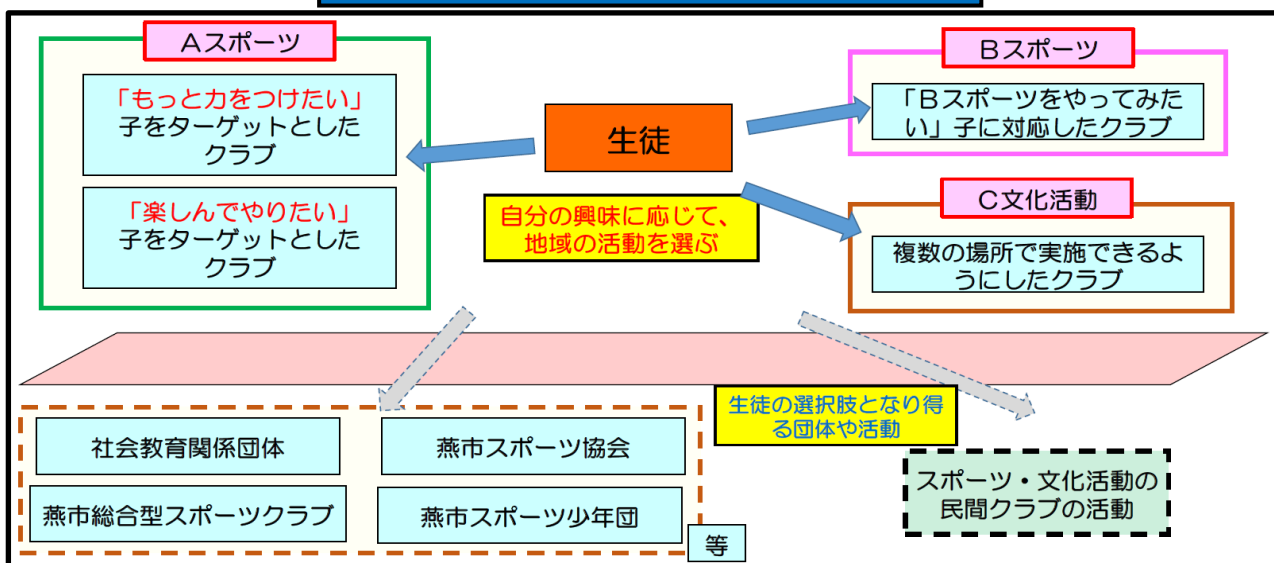 Aスポーツ
「もっと力をつけたい」
子をターゲットとした
クラブ
「楽しんでやりたい」
子をターゲットとした
クラブ
生徒
自分の興味に応じて、
地域の活動を選ぶ
Bスポーツ
「Bスポーツをやってみた
い」子に対応したクラブ
C文化活動
複数の場所で実施できるよ
うにしたクラブ
生徒の選択肢となり得
る団体や活動
社会教育関係団体
燕市スポーツ協会
燕市総合型スポーツクラブ
燕市スポーツ少年団
等
スポーツ・文化活動の
民間クラブの活動